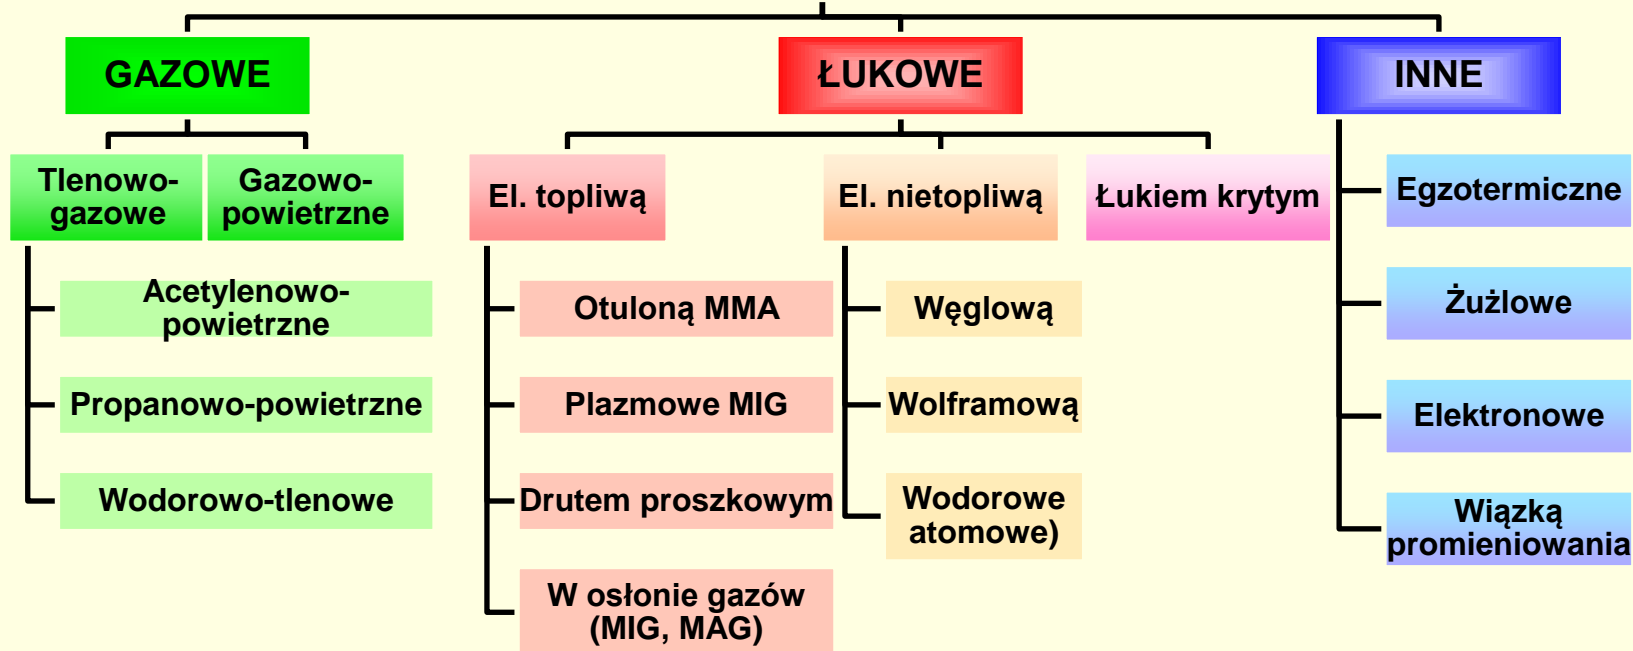 GAZOWE
ŁUKOWE
INNE
Tlenowo-
gazowe
Gazowo-
powietrzne
El. topliwą
El. nietopliwą
Łukiem krytym
Egzotermiczne
Acetylenowo-
powietrzne
Otuloną MMA
Węglową
Żużlowe
Propanowo-powietrzne
Plazmowe MIG
Wolframową
Elektronowe
Wodorowo-tlenowe
Drutem proszkowym
Wodorowe
atomowe)
Wiązką
promieniowania
W osłonie gazów
(MIG, MAG)